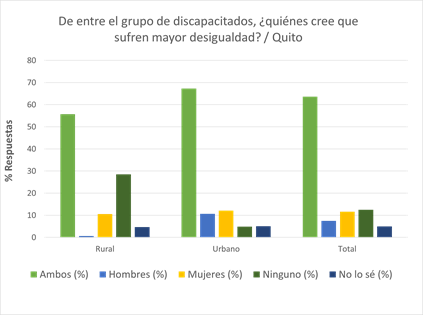 De entre el grupo de discapacitados, ¿quiénes cree que
sufren mayor desigualdad? / Quito
% Respuestas
80
70
60
50
40
30
20
10
0
Rural Urbano Total
Ambos (%) Hombres (%) Mujeres (%) Ninguno (%) No lo sé (%)